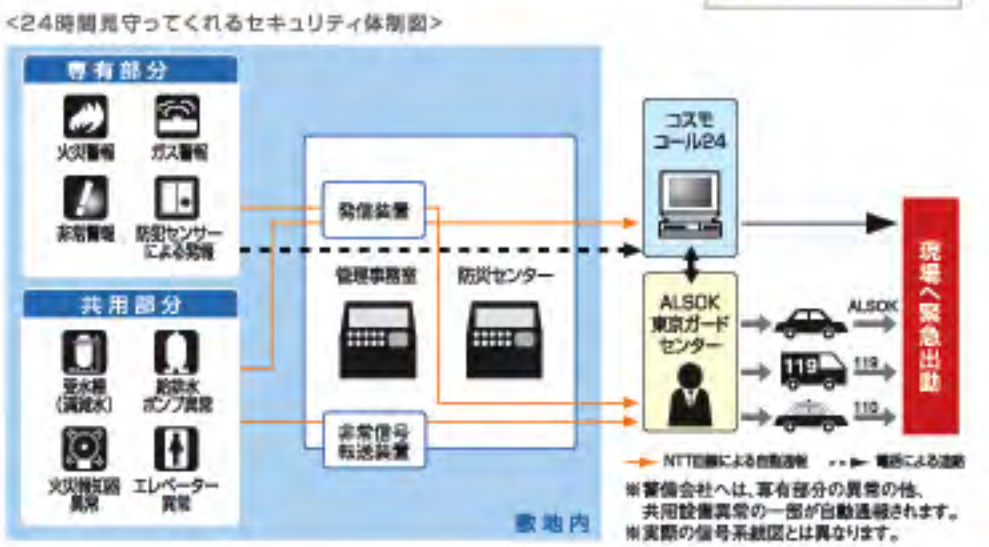 <24時間見守ってくれるセキュリティ体制図>
専有部分
火災警報
ガス警報
非常警報
防犯センサー
による発報
共用部分
受水槽
(満減水)
給排水
ポンプ異常
火災感知器
異常
エレベーター
異常
発信装置
管理事務室
防災センター
非常信号
転送装置
敷地内
コスモ
コール24
ALSOK
東京ガード
センター
ALSOK
119
119
110
現場へ緊急出動
NTT回線による自動通報
電話による連絡
※警備会社へは、専有部分の異常の他、
共用設備異常の一部が自動通報されます。
※実際の信号系統図とは異なります。